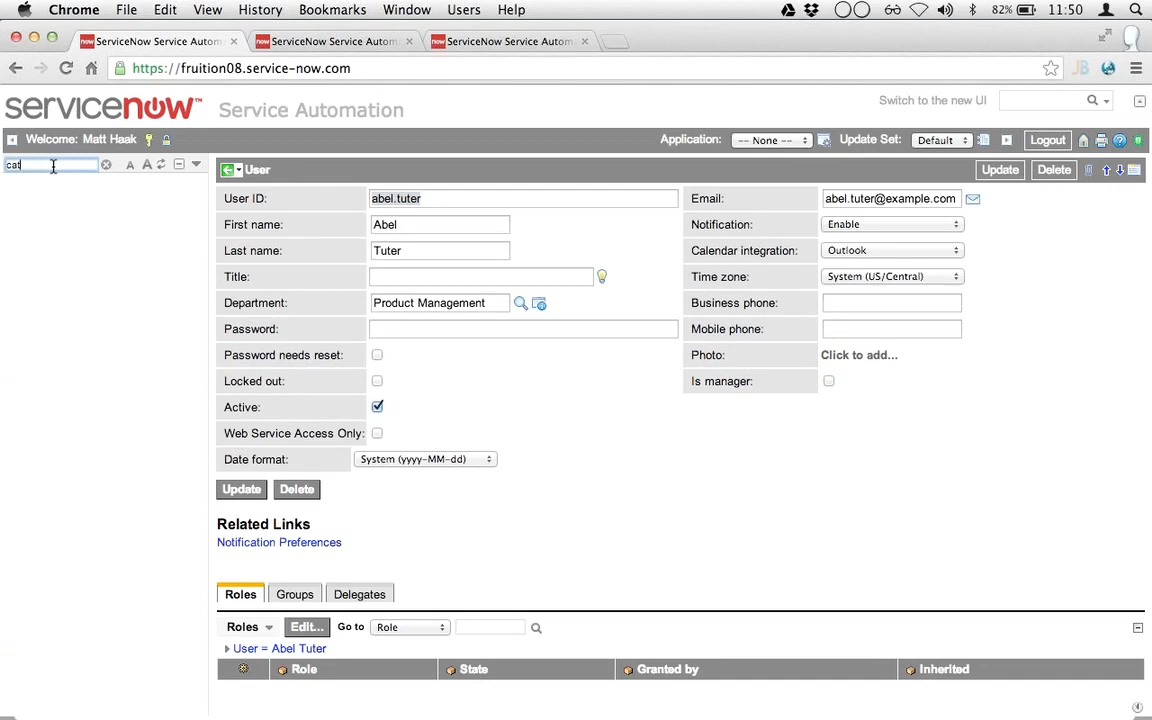 Chrome File Edit View History Bookmarks Window Users Help 82% 11:50
ServiceNow Service Autom ServiceNow Service Autom ServiceNow Service Autom
https://fruition08.service-now.com JB
servicenow™ Service Automation Switch to the new UI
Welcome: Matt Haak Application: -- None -- Update Set: Default Logout
cat A A
User Update Delete
User ID: abel.tuter Email: abel.tuter@example.com
First name: Abel Notification: Enable
Last name: Tuter Calendar integration: Outlook
Title: Time zone: System (US/Central)
Department: Product Management Business phone:
Password: Mobile phone:
Password needs reset: Photo: Click to add...
Locked out: Is manager:
Active:
Web Service Access Only:
Date format: System (yyyy-MM-dd)
Update Delete
Related Links
Notification Preferences
Roles Groups Delegates
Roles Edit... Go to Role
User = Abel Tuter
Role State Granted by Inherited